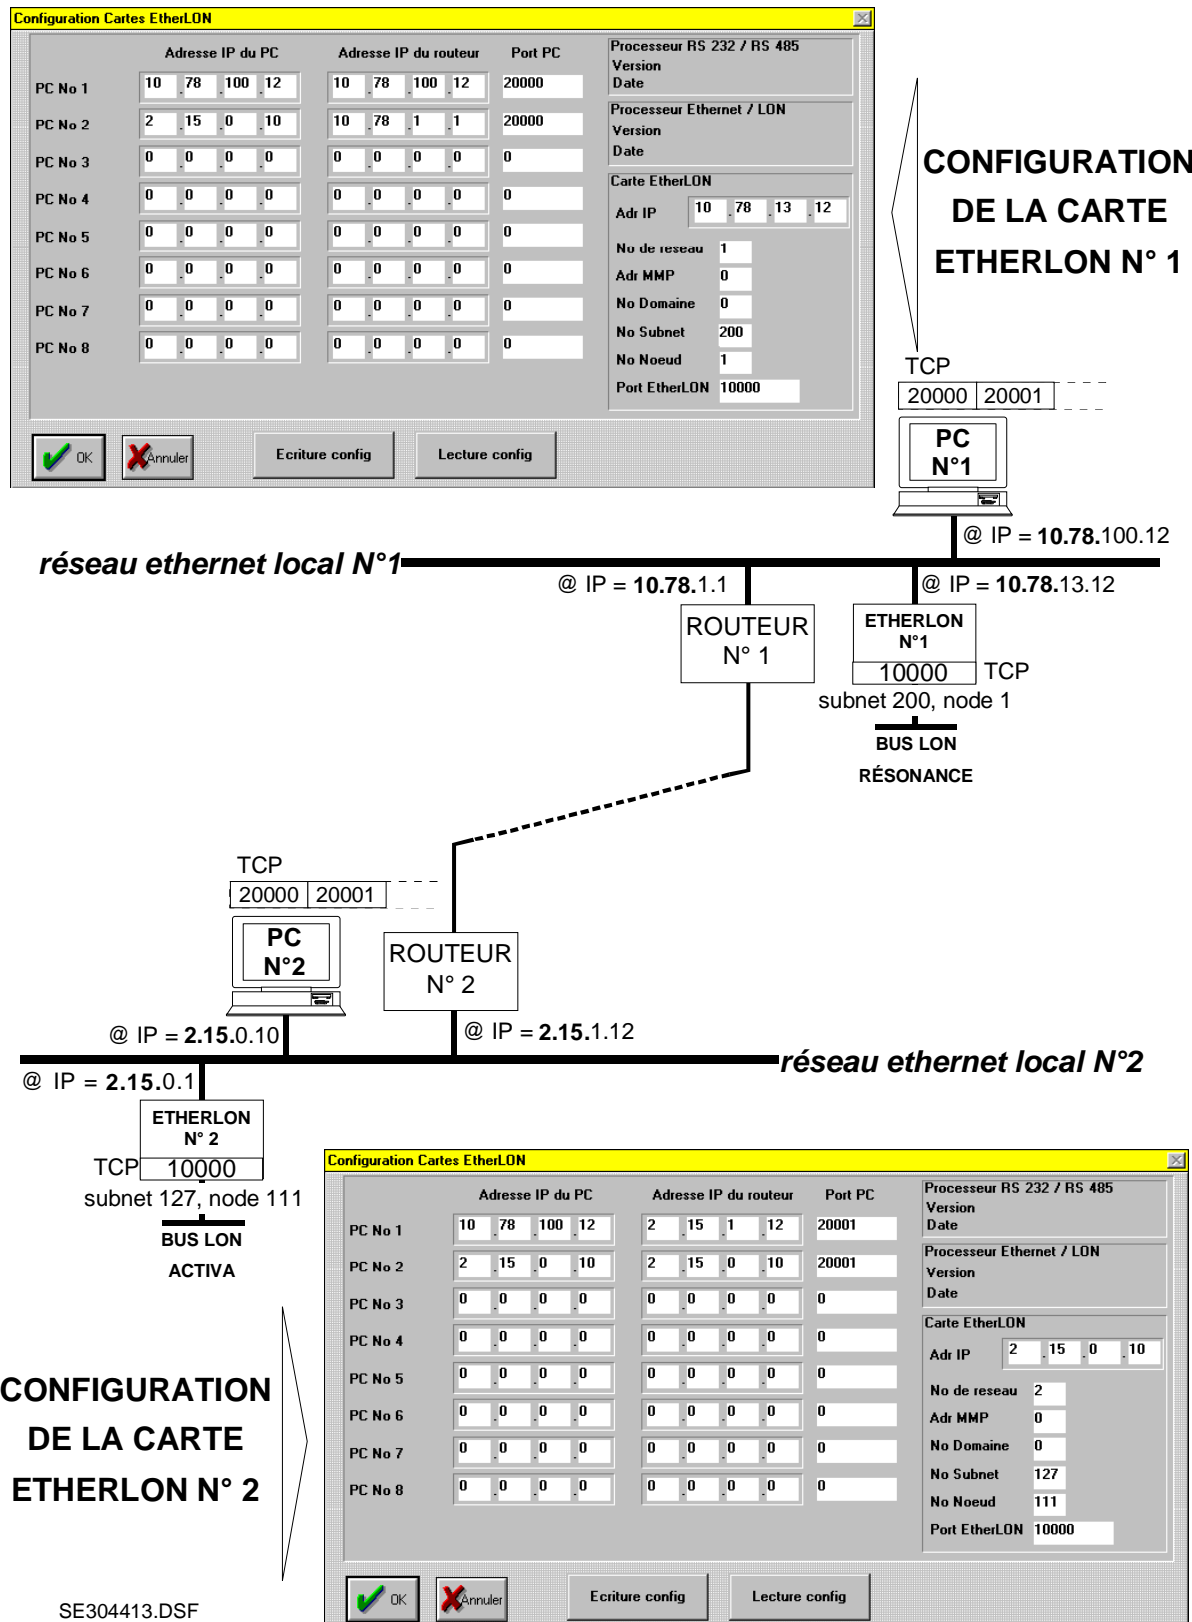 Configuration Cartes EtherLON
Adresse IP du PC Adresse IP du routeur Port PC
PC No 1 10 .78 .100 .12 10 .78 .100 .12 20000
PC No 2 2 .15 .0 .10 10 .78 .1 .1 20000
PC No 3 0 .0 .0 .0 0 .0 .0 .0 0
PC No 4 0 .0 .0 .0 0 .0 .0 .0 0
PC No 5 0 .0 .0 .0 0 .0 .0 .0 0
PC No 6 0 .0 .0 .0 0 .0 .0 .0 0
PC No 7 0 .0 .0 .0 0 .0 .0 .0 0
PC No 8 0 .0 .0 .0 0 .0 .0 .0 0
Processeur RS 232 / RS 485
Version
Date
Processeur Ethernet / LON
Version
Date
Carte EtherLON
Adr IP 10 .78 .13 .12
No de reseau 1
Adr MMP 0
No Domaine 0
No Subnet 200
No Noeud 1
Port EtherLON 10000
OK Annuler Ecriture config Lecture config
CONFIGURATION
DE LA CARTE
ETHERLON N° 1
TCP
20000 20001
PC
N°1
@ IP = 10.78.100.12
réseau ethernet local N°1
@ IP = 10.78.1.1
@ IP = 10.78.13.12
ROUTEUR
N° 1
ETHERLON
N°1
10000 TCP
subnet 200, node 1
BUS LON
RÉSONANCE
TCP
20000 20001
PC
N°2
ROUTEUR
N° 2
@ IP = 2.15.0.10
@ IP = 2.15.1.12
réseau ethernet local N°2
@ IP = 2.15.0.1
ETHERLON
N° 2
TCP 10000
subnet 127, node 111
BUS LON
ACTIVA
CONFIGURATION
DE LA CARTE
ETHERLON N° 2
Configuration Cartes EtherLON
Adresse IP du PC Adresse IP du routeur Port PC
PC No 1 10 .78 .100 .12 2 .15 .1 .12 20001
PC No 2 2 .15 .0 .10 2 .15 .0 .10 20001
PC No 3 0 .0 .0 .0 0 .0 .0 .0 0
PC No 4 0 .0 .0 .0 0 .0 .0 .0 0
PC No 5 0 .0 .0 .0 0 .0 .0 .0 0
PC No 6 0 .0 .0 .0 0 .0 .0 .0 0
PC No 7 0 .0 .0 .0 0 .0 .0 .0 0
PC No 8 0 .0 .0 .0 0 .0 .0 .0 0
Processeur RS 232 / RS 485
Version
Date
Processeur Ethernet / LON
Version
Date
Carte EtherLON
Adr IP 2 .15 .0 .10
No de reseau 2
Adr MMP 0
No Domaine 0
No Subnet 127
No Noeud 111
Port EtherLON 10000
OK Annuler Ecriture config Lecture config
SE304413.DSF